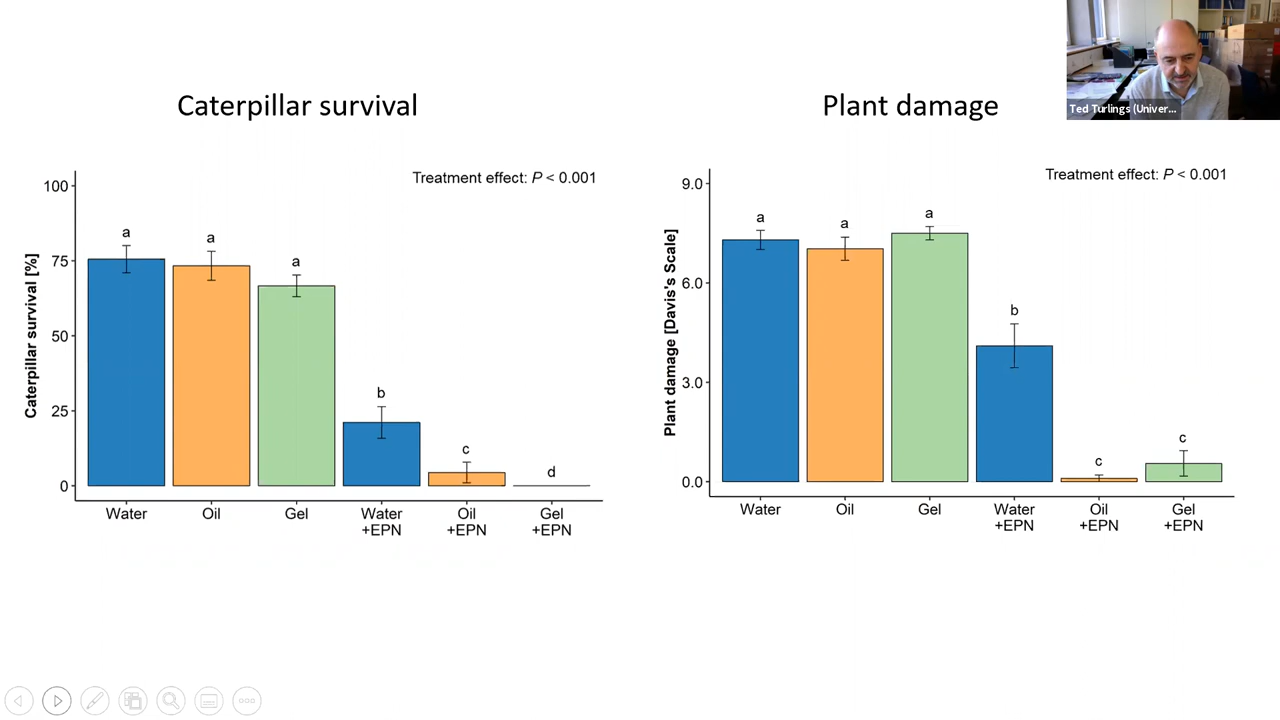 Caterpillar survival
Treatment effect: P < 0.001
Caterpillar survival [%]
100
75
50
25
0
a
a
a
b
c
d
Water
Oil
Gel
Water
+EPN
Oil
+EPN
Gel
+EPN
Plant damage
Treatment effect: P < 0.001
Plant damage [Davis's Scale]
9.0
6.0
3.0
0.0
a
a
a
b
c
c
Water
Oil
Gel
Water
+EPN
Oil
+EPN
Gel
+EPN
Ted Turlings (Univer...